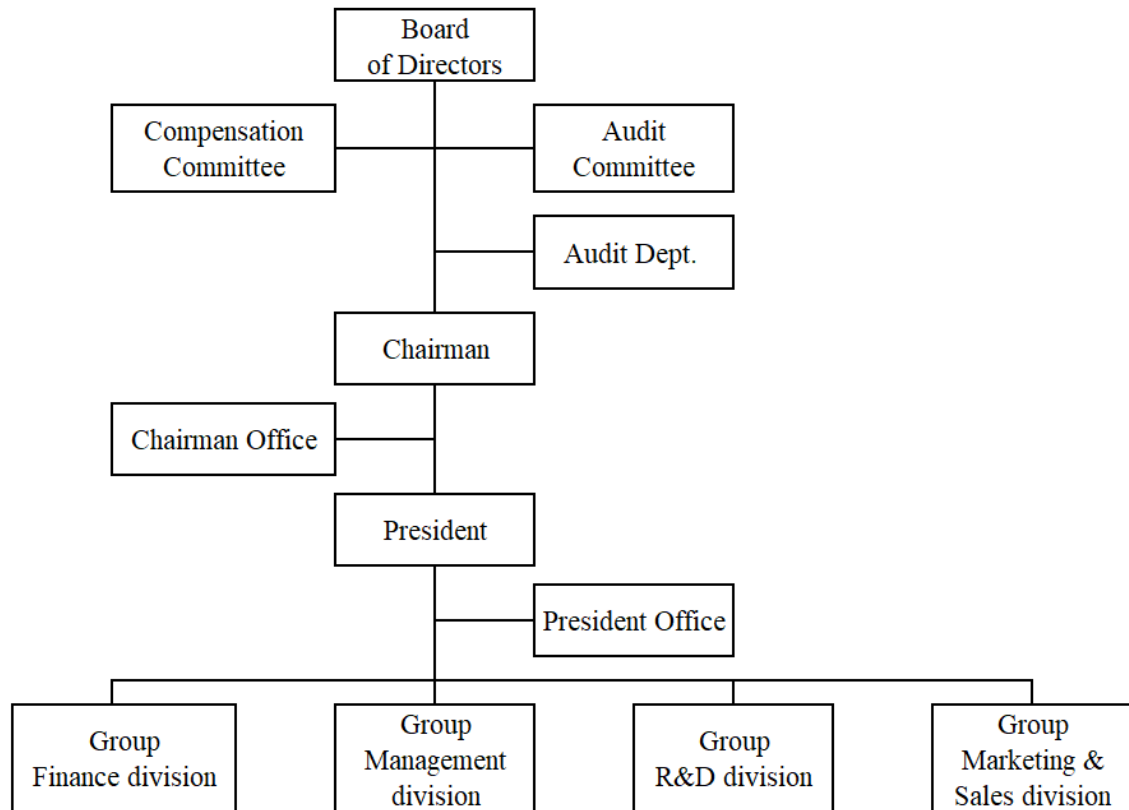 Board
of Directors
Compensation
Committee
Audit
Committee
Audit Dept.
Chairman
Chairman Office
President
President Office
Group
Finance division
Group
Management
division
Group
R&D division
Group
Marketing &
Sales division